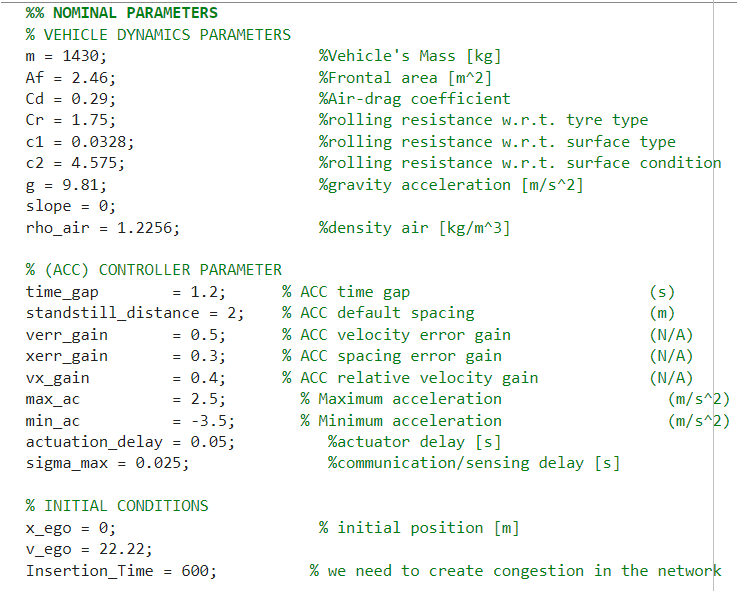 %% NOMINAL PARAMETERS
% VEHICLE DYNAMICS PARAMETERS
m = 1430; %Vehicle's Mass [kg]
Af = 2.46; %Frontal area [m^2]
Cd = 0.29; %Air-drag coefficient
Cr = 1.75; %rolling resistance w.r.t. tyre type
c1 = 0.0328; %rolling resistance w.r.t. surface type
c2 = 4.575; %rolling resistance w.r.t. surface condition
g = 9.81; %gravity acceleration [m/s^2]
slope = 0;
rho_air = 1.2256; %density air [kg/m^3]
% (ACC) CONTROLLER PARAMETER
time_gap = 1.2; % ACC time gap (s)
standstill_distance = 2; % ACC default spacing (m)
verr_gain = 0.5; % ACC velocity error gain (N/A)
xerr_gain = 0.3; % ACC spacing error gain (N/A)
vx_gain = 0.4; % ACC relative velocity gain (N/A)
max_ac = 2.5; % Maximum acceleration (m/s^2)
min_ac = -3.5; % Minimum acceleration (m/s^2)
actuation_delay = 0.05; %actuator delay [s]
sigma_max = 0.025; %communication/sensing delay [s]
% INITIAL CONDITIONS
x_ego = 0; % initial position [m]
v_ego = 22.22;
Insertion_Time = 600; % we need to create congestion in the network